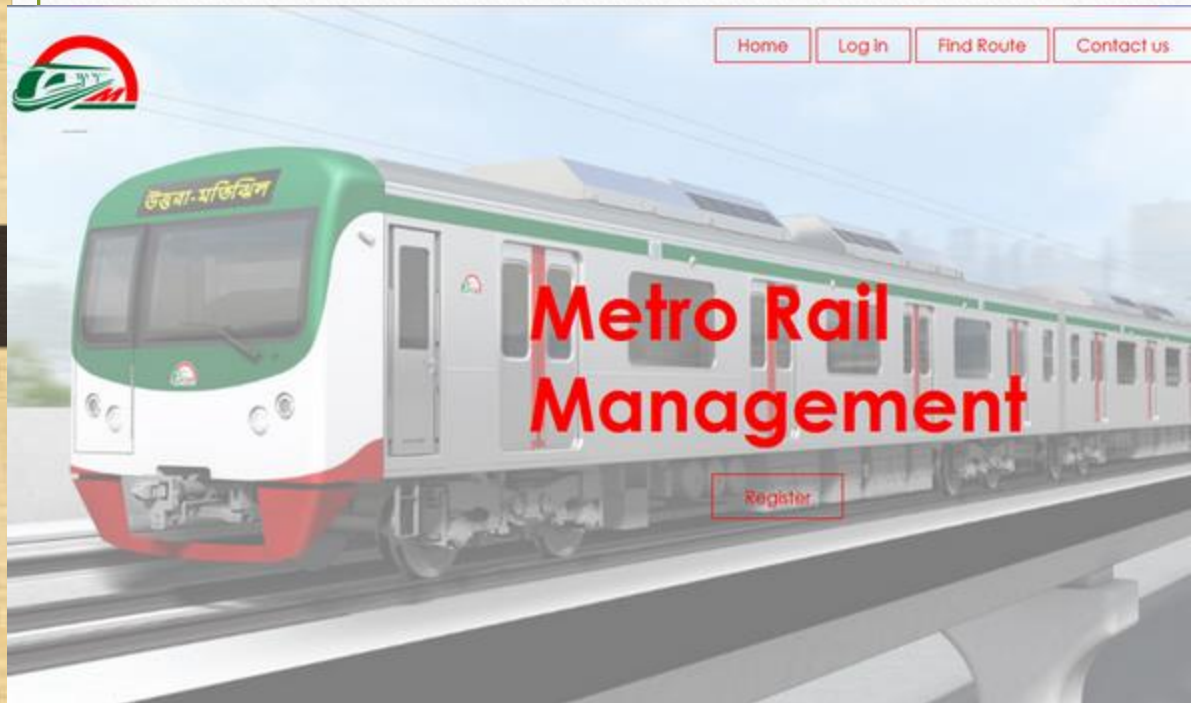 Home
Log in
Find Route
Contact us
উত্তরা-মতিঝিল
Metro Rail
Management
Register